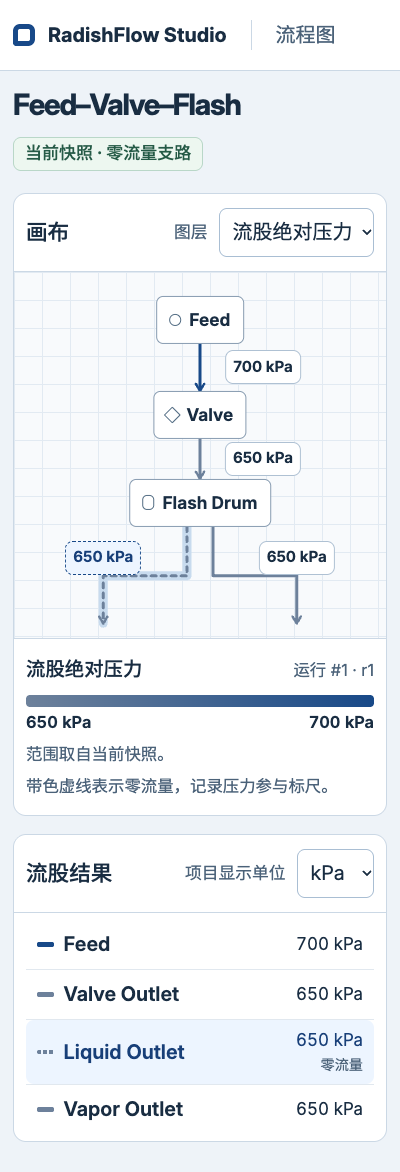 RadishFlow Studio 流程图
Feed–Valve–Flash
当前快照 · 零流量支路
画布 图层 流股绝对压力
Feed
700 kPa
Valve
650 kPa
Flash Drum
650 kPa 650 kPa
流股绝对压力 运行 #1 · r1
650 kPa 700 kPa
范围取自当前快照。
带色虚线表示零流量，记录压力参与标尺。
流股结果 项目显示单位 kPa
Feed 700 kPa
Valve Outlet 650 kPa
Liquid Outlet 650 kPa
零流量
Vapor Outlet 650 kPa